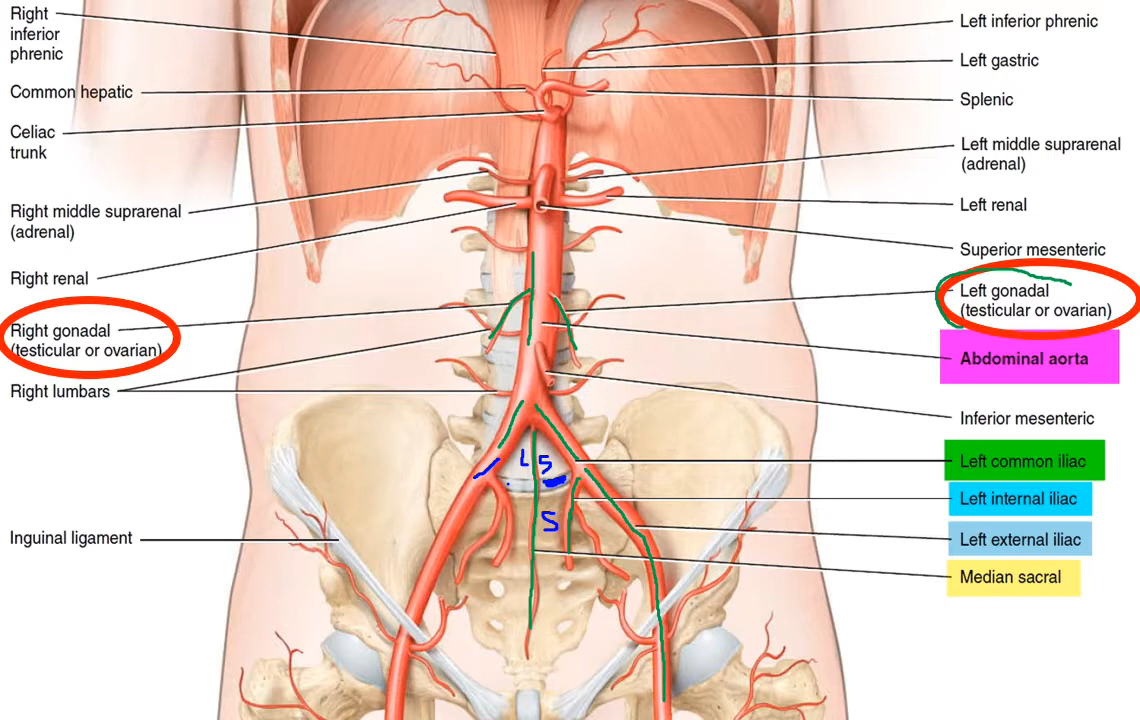 Right
inferior
phrenic
Common hepatic
Celiac
trunk
Right middle suprarenal
(adrenal)
Right renal
Right gonadal
(testicular or ovarian)
Right lumbars
Inguinal ligament
Left inferior phrenic
Left gastric
Splenic
Left middle suprarenal
(adrenal)
Left renal
Superior mesenteric
Left gonadal
(testicular or ovarian)
Abdominal aorta
Inferior mesenteric
Left common iliac
Left internal iliac
Left external iliac
Median sacral
L5
S